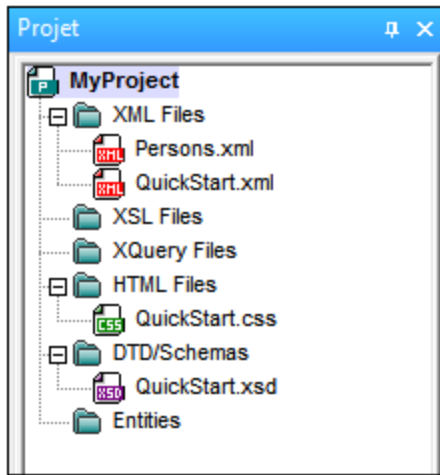 Projet
MyProject
XML Files
Persons.xml
QuickStart.xml
XSL Files
XQuery Files
HTML Files
QuickStart.css
DTD/Schemas
QuickStart.xsd
Entities